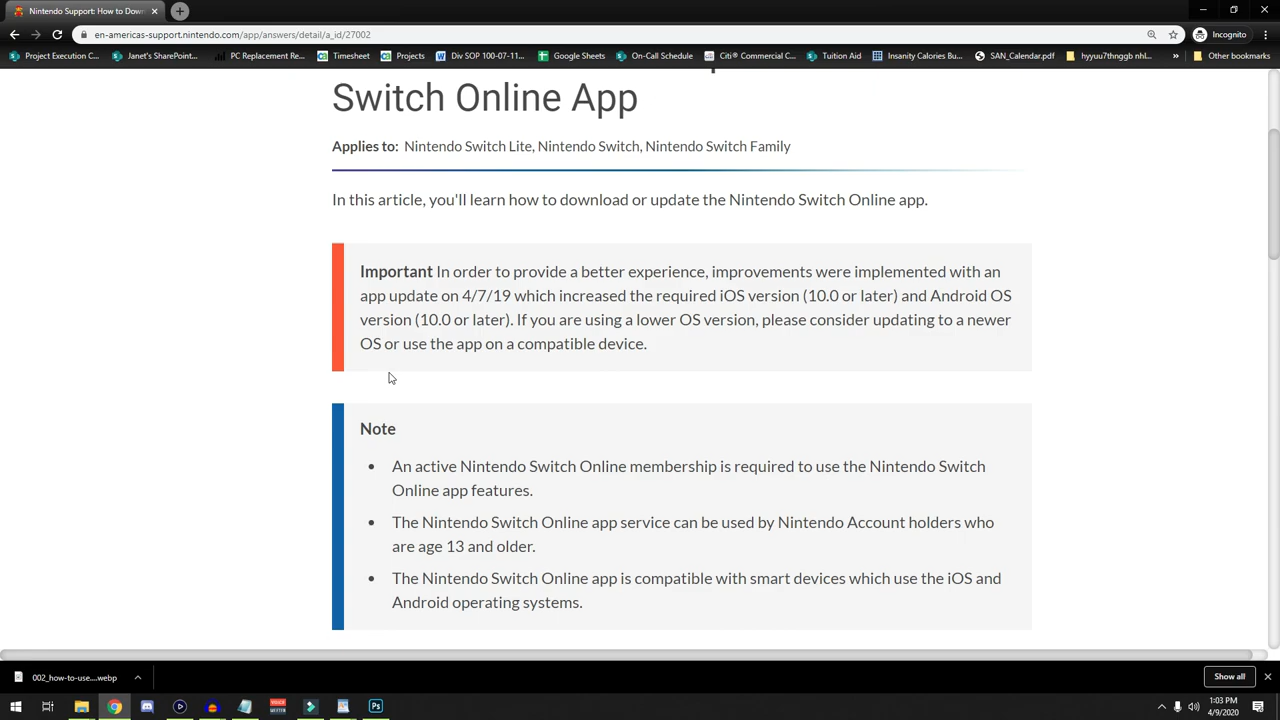 Nintendo Support: How to Down
en-americas-support.nintendo.com/app/answers/detail/a_id/27002
Incognito
Project Execution C...
Janet's SharePoint...
PC Replacement Re...
Timesheet
Projects
Div SOP 100-07-11...
Google Sheets
On-Call Schedule
Citi® Commercial C...
Tuition Aid
Insanity Calories Bu...
SAN_Calendar.pdf
hyyuu7thnggb nhl...
»
Other bookmarks
Switch Online App
Applies to: Nintendo Switch Lite, Nintendo Switch, Nintendo Switch Family
In this article, you'll learn how to download or update the Nintendo Switch Online app.
Important In order to provide a better experience, improvements were implemented with an
app update on 4/7/19 which increased the required iOS version (10.0 or later) and Android OS
version (10.0 or later). If you are using a lower OS version, please consider updating to a newer
OS or use the app on a compatible device.
Note
• An active Nintendo Switch Online membership is required to use the Nintendo Switch
Online app features.
• The Nintendo Switch Online app service can be used by Nintendo Account holders who
are age 13 and older.
• The Nintendo Switch Online app is compatible with smart devices which use the iOS and
Android operating systems.
002_how-to-use....webp
Show all
Ps
1:03 PM
4/9/2020